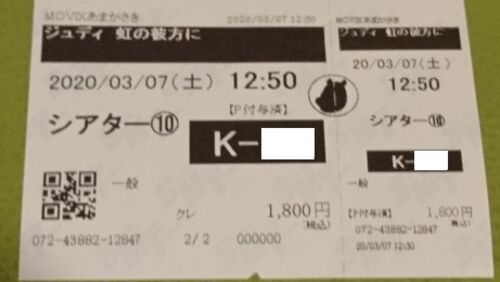 MOVIXあまがさき 2020/03/07 12:30
ジュディ 虹の彼方に
2020/03/07(土) 12:50
【P付与済】
シアター⑩
K-
一般
クレ 1,800円
(税込)
072-43882-12847 2/2 000000
MOVIXあまがさき
ジュディ 虹の彼方に
20/03/07(土)
12:50
シアター⑩
K-
一般
【P付与済】 1,800円
072-43882-12847 (税込)
20/03/07 12:30